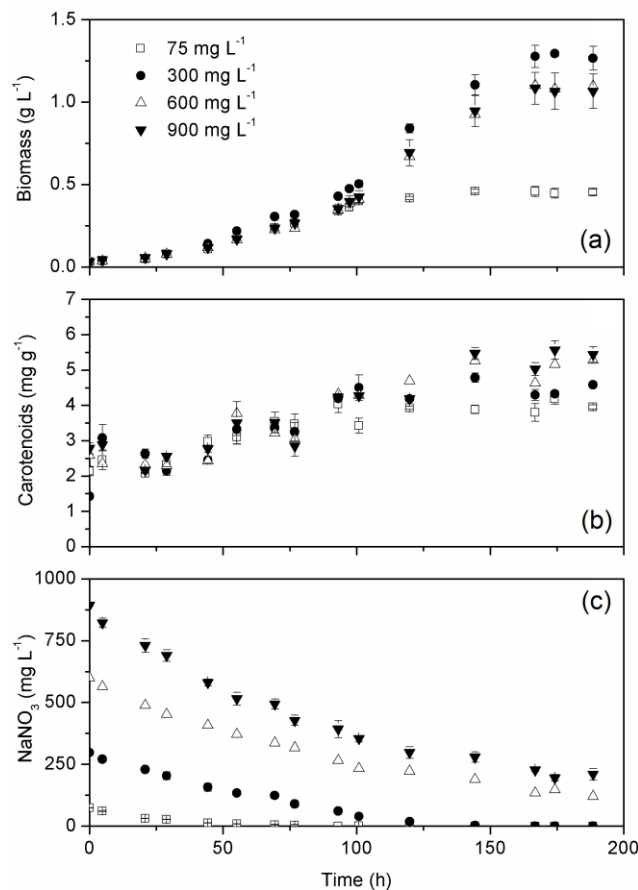 1.5
1.0
0.5
0.0
Biomass (g L⁻¹)
75 mg L⁻¹
300 mg L⁻¹
600 mg L⁻¹
900 mg L⁻¹
(a)
7
6
5
4
3
2
1
0
Carotenoids (mg g⁻¹)
(b)
1000
750
500
250
0
NaNO₃ (mg L⁻¹)
(c)
0 50 100 150 200
Time (h)